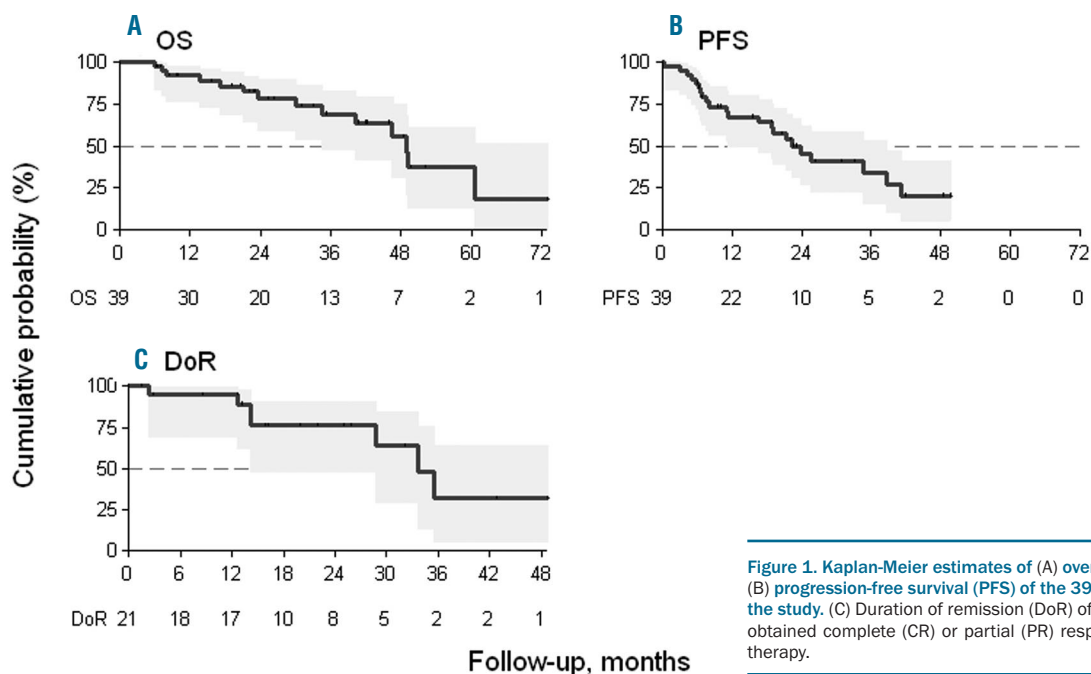 A OS
100
75
50
25
0
0 12 24 36 48 60 72
OS 39 30 20 13 7 2 1
B PFS
100
75
50
25
0
0 12 24 36 48 60 72
PFS 39 22 10 5 2 0 0
Cumulative probability (%)
C DoR
100
75
50
25
0
0 6 12 18 24 30 36 42 48
DoR 21 18 17 10 8 5 2 2 1
Follow-up, months
Figure 1. Kaplan-Meier estimates of (A) over
(B) progression-free survival (PFS) of the 39
the study. (C) Duration of remission (DoR) of
obtained complete (CR) or partial (PR) resp
therapy.